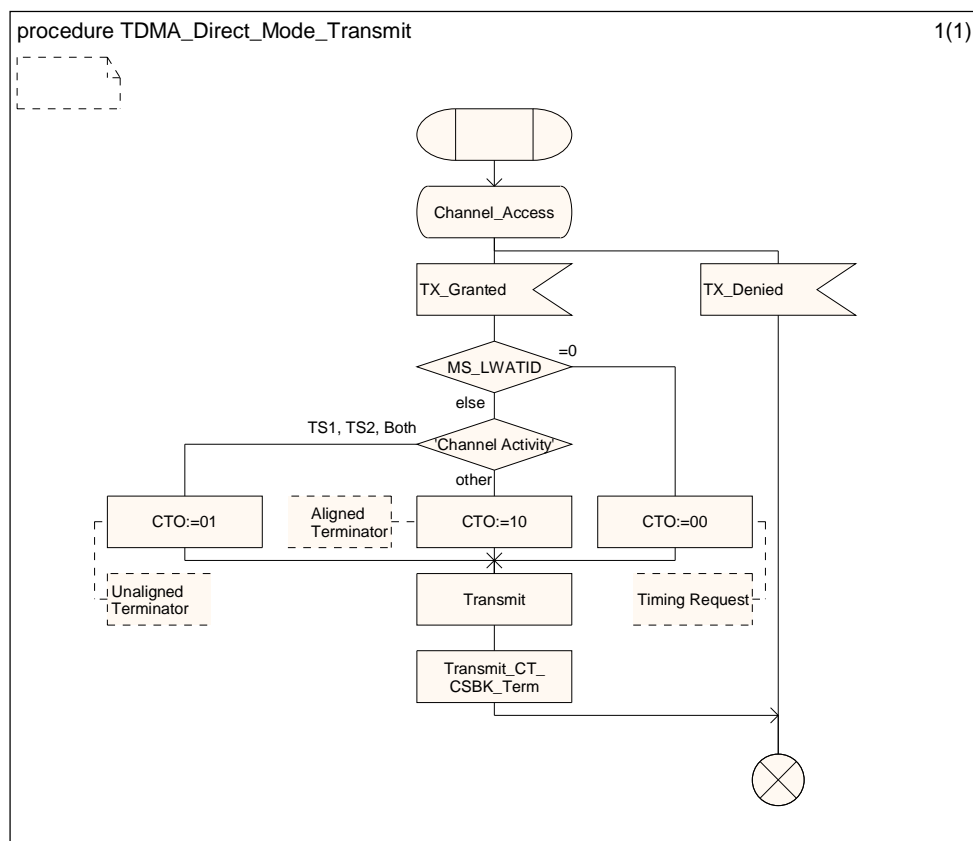 procedure TDMA_Direct_Mode_Transmit
1(1)
Channel_Access
TX_Granted
TX_Denied
=0
MS_LWATID
else
TS1, TS2, Both
'Channel Activity'
other
CTO:=01
Aligned
Terminator
CTO:=10
CTO:=00
Unaligned
Terminator
Transmit
Timing Request
Transmit_CT_
CSBK_Term